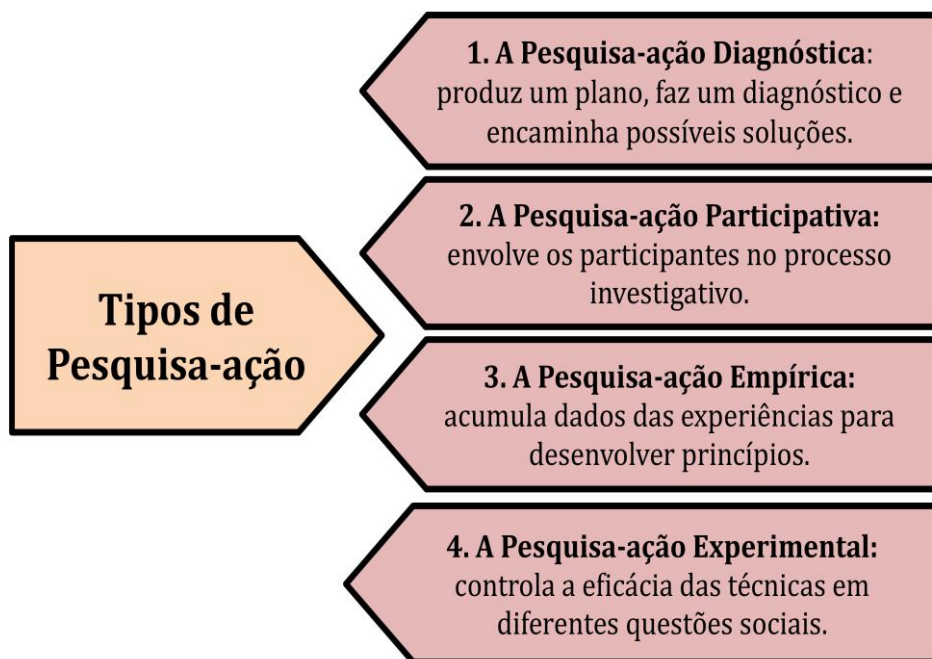 Tipos de
Pesquisa-ação
1. A Pesquisa-ação Diagnóstica:
produz um plano, faz um diagnóstico e
encaminha possíveis soluções.
2. A Pesquisa-ação Participativa:
envolve os participantes no processo
investigativo.
3. A Pesquisa-ação Empírica:
acumula dados das experiências para
desenvolver princípios.
4. A Pesquisa-ação Experimental:
controla a eficácia das técnicas em
diferentes questões sociais.